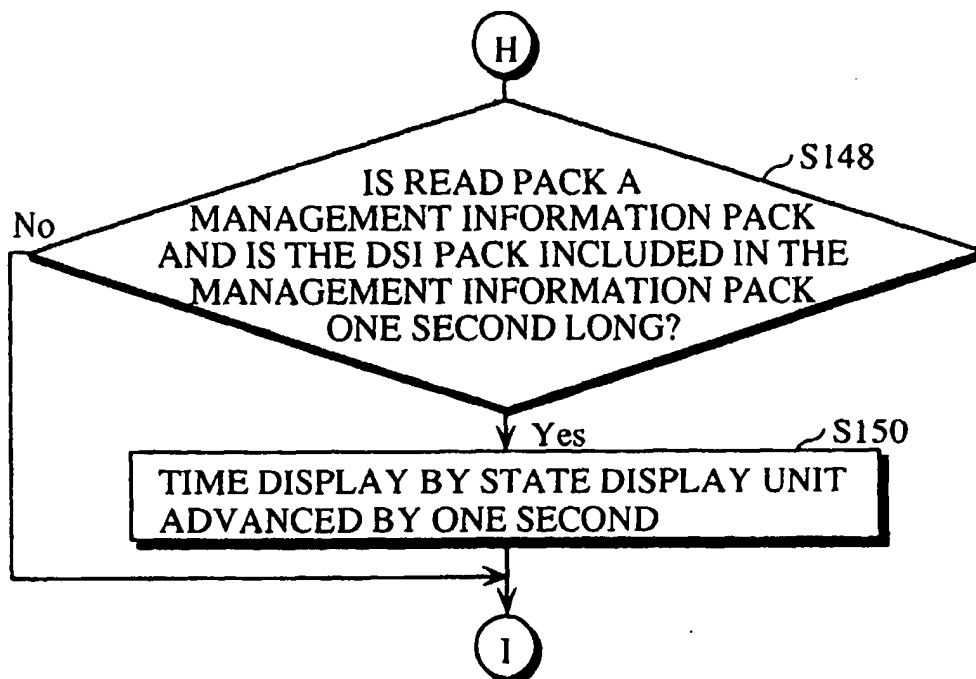 H
S148
IS READ PACK A
MANAGEMENT INFORMATION PACK
AND IS THE DSI PACK INCLUDED IN THE
MANAGEMENT INFORMATION PACK
ONE SECOND LONG?
No
Yes
S150
TIME DISPLAY BY STATE DISPLAY UNIT
ADVANCED BY ONE SECOND
I